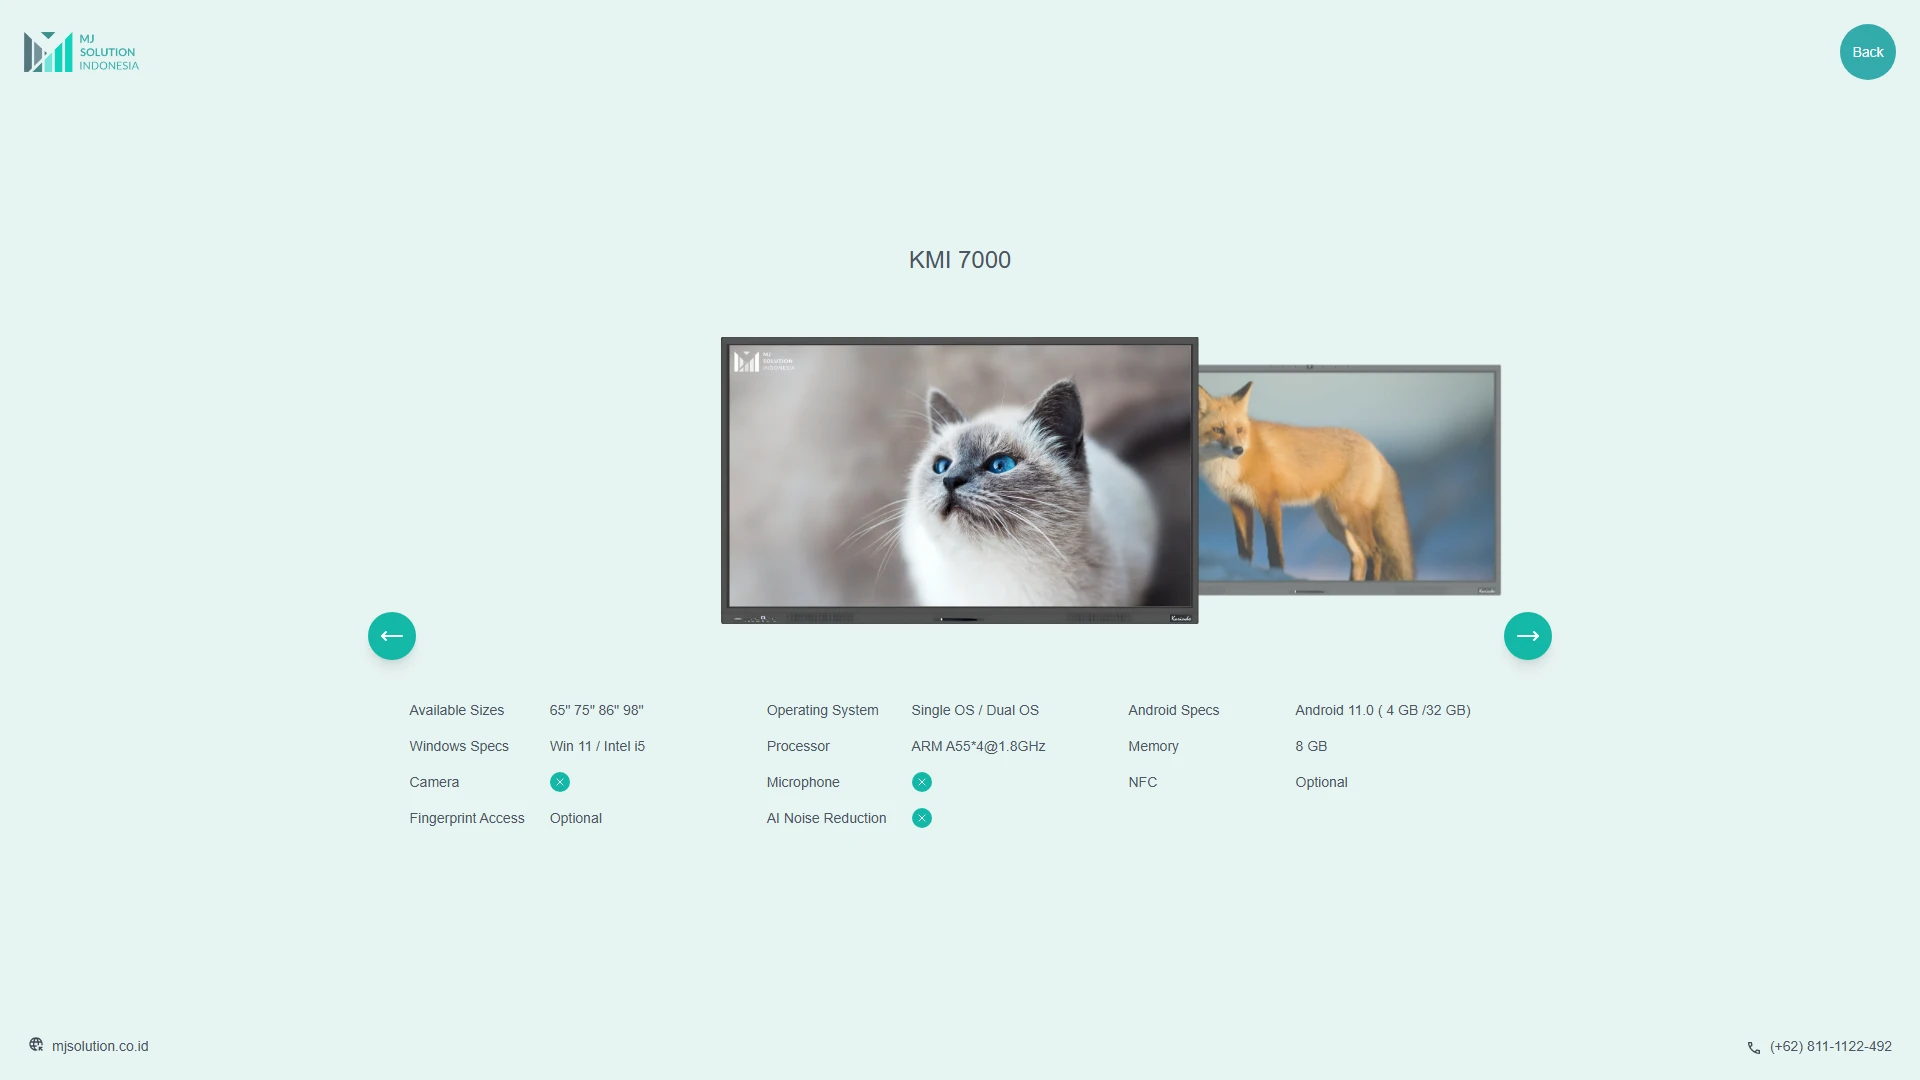 MJ
SOLUTION
INDONESIA
Back
KMI 7000
MJ
SOLUTION
INDONESIA
Available Sizes 65" 75" 86" 98" Operating System Single OS / Dual OS Android Specs Android 11.0 ( 4 GB /32 GB)
Windows Specs Win 11 / Intel i5 Processor ARM A55*4@1.8GHz Memory 8 GB
Camera Microphone NFC Optional
Fingerprint Access Optional AI Noise Reduction
mjsolution.co.id (+62) 811-1122-492